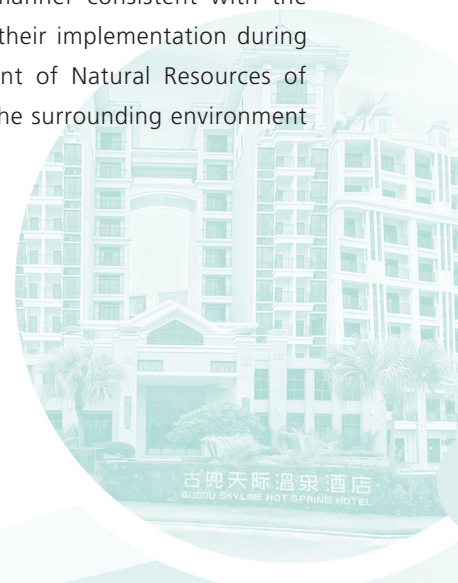 manner consistent with the
their implementation during
nt of Natural Resources of
he surrounding environment
古兜天际温泉酒店
GUDOU SKYLINE HOT SPRING HOTEL